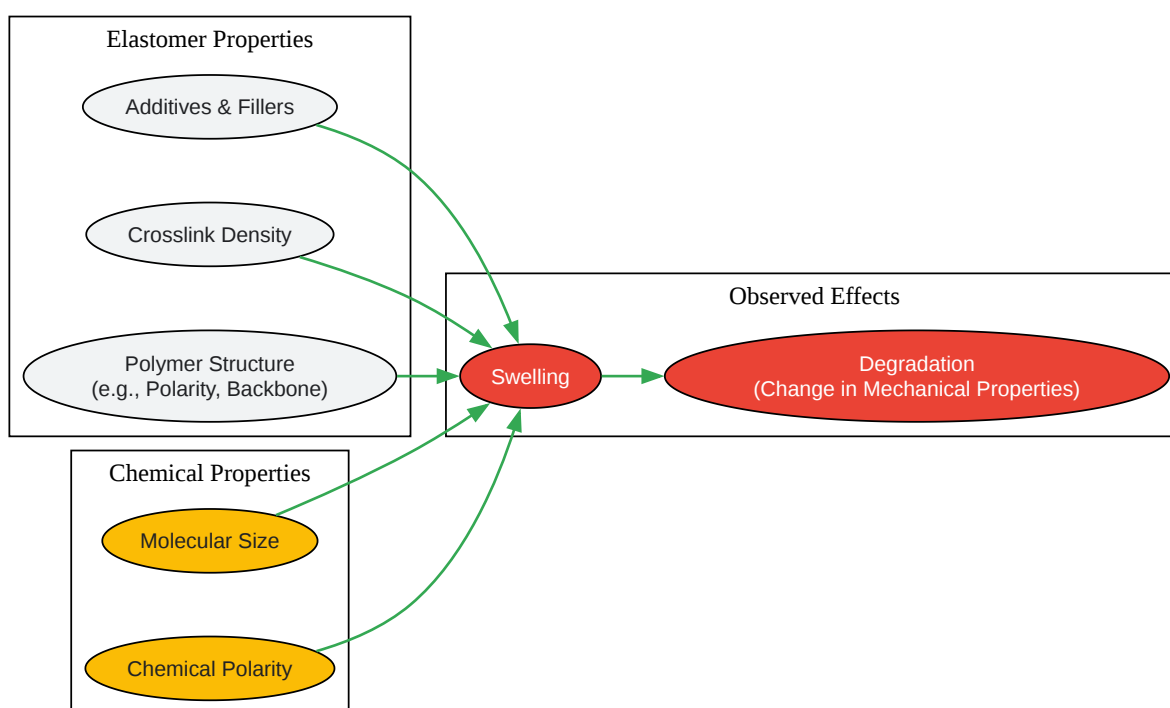 Elastomer Properties
Additives & Fillers
Crosslink Density
Polymer Structure
(e.g., Polarity, Backbone)
Observed Effects
Swelling
Degradation
(Change in Mechanical Properties)
Chemical Properties
Molecular Size
Chemical Polarity